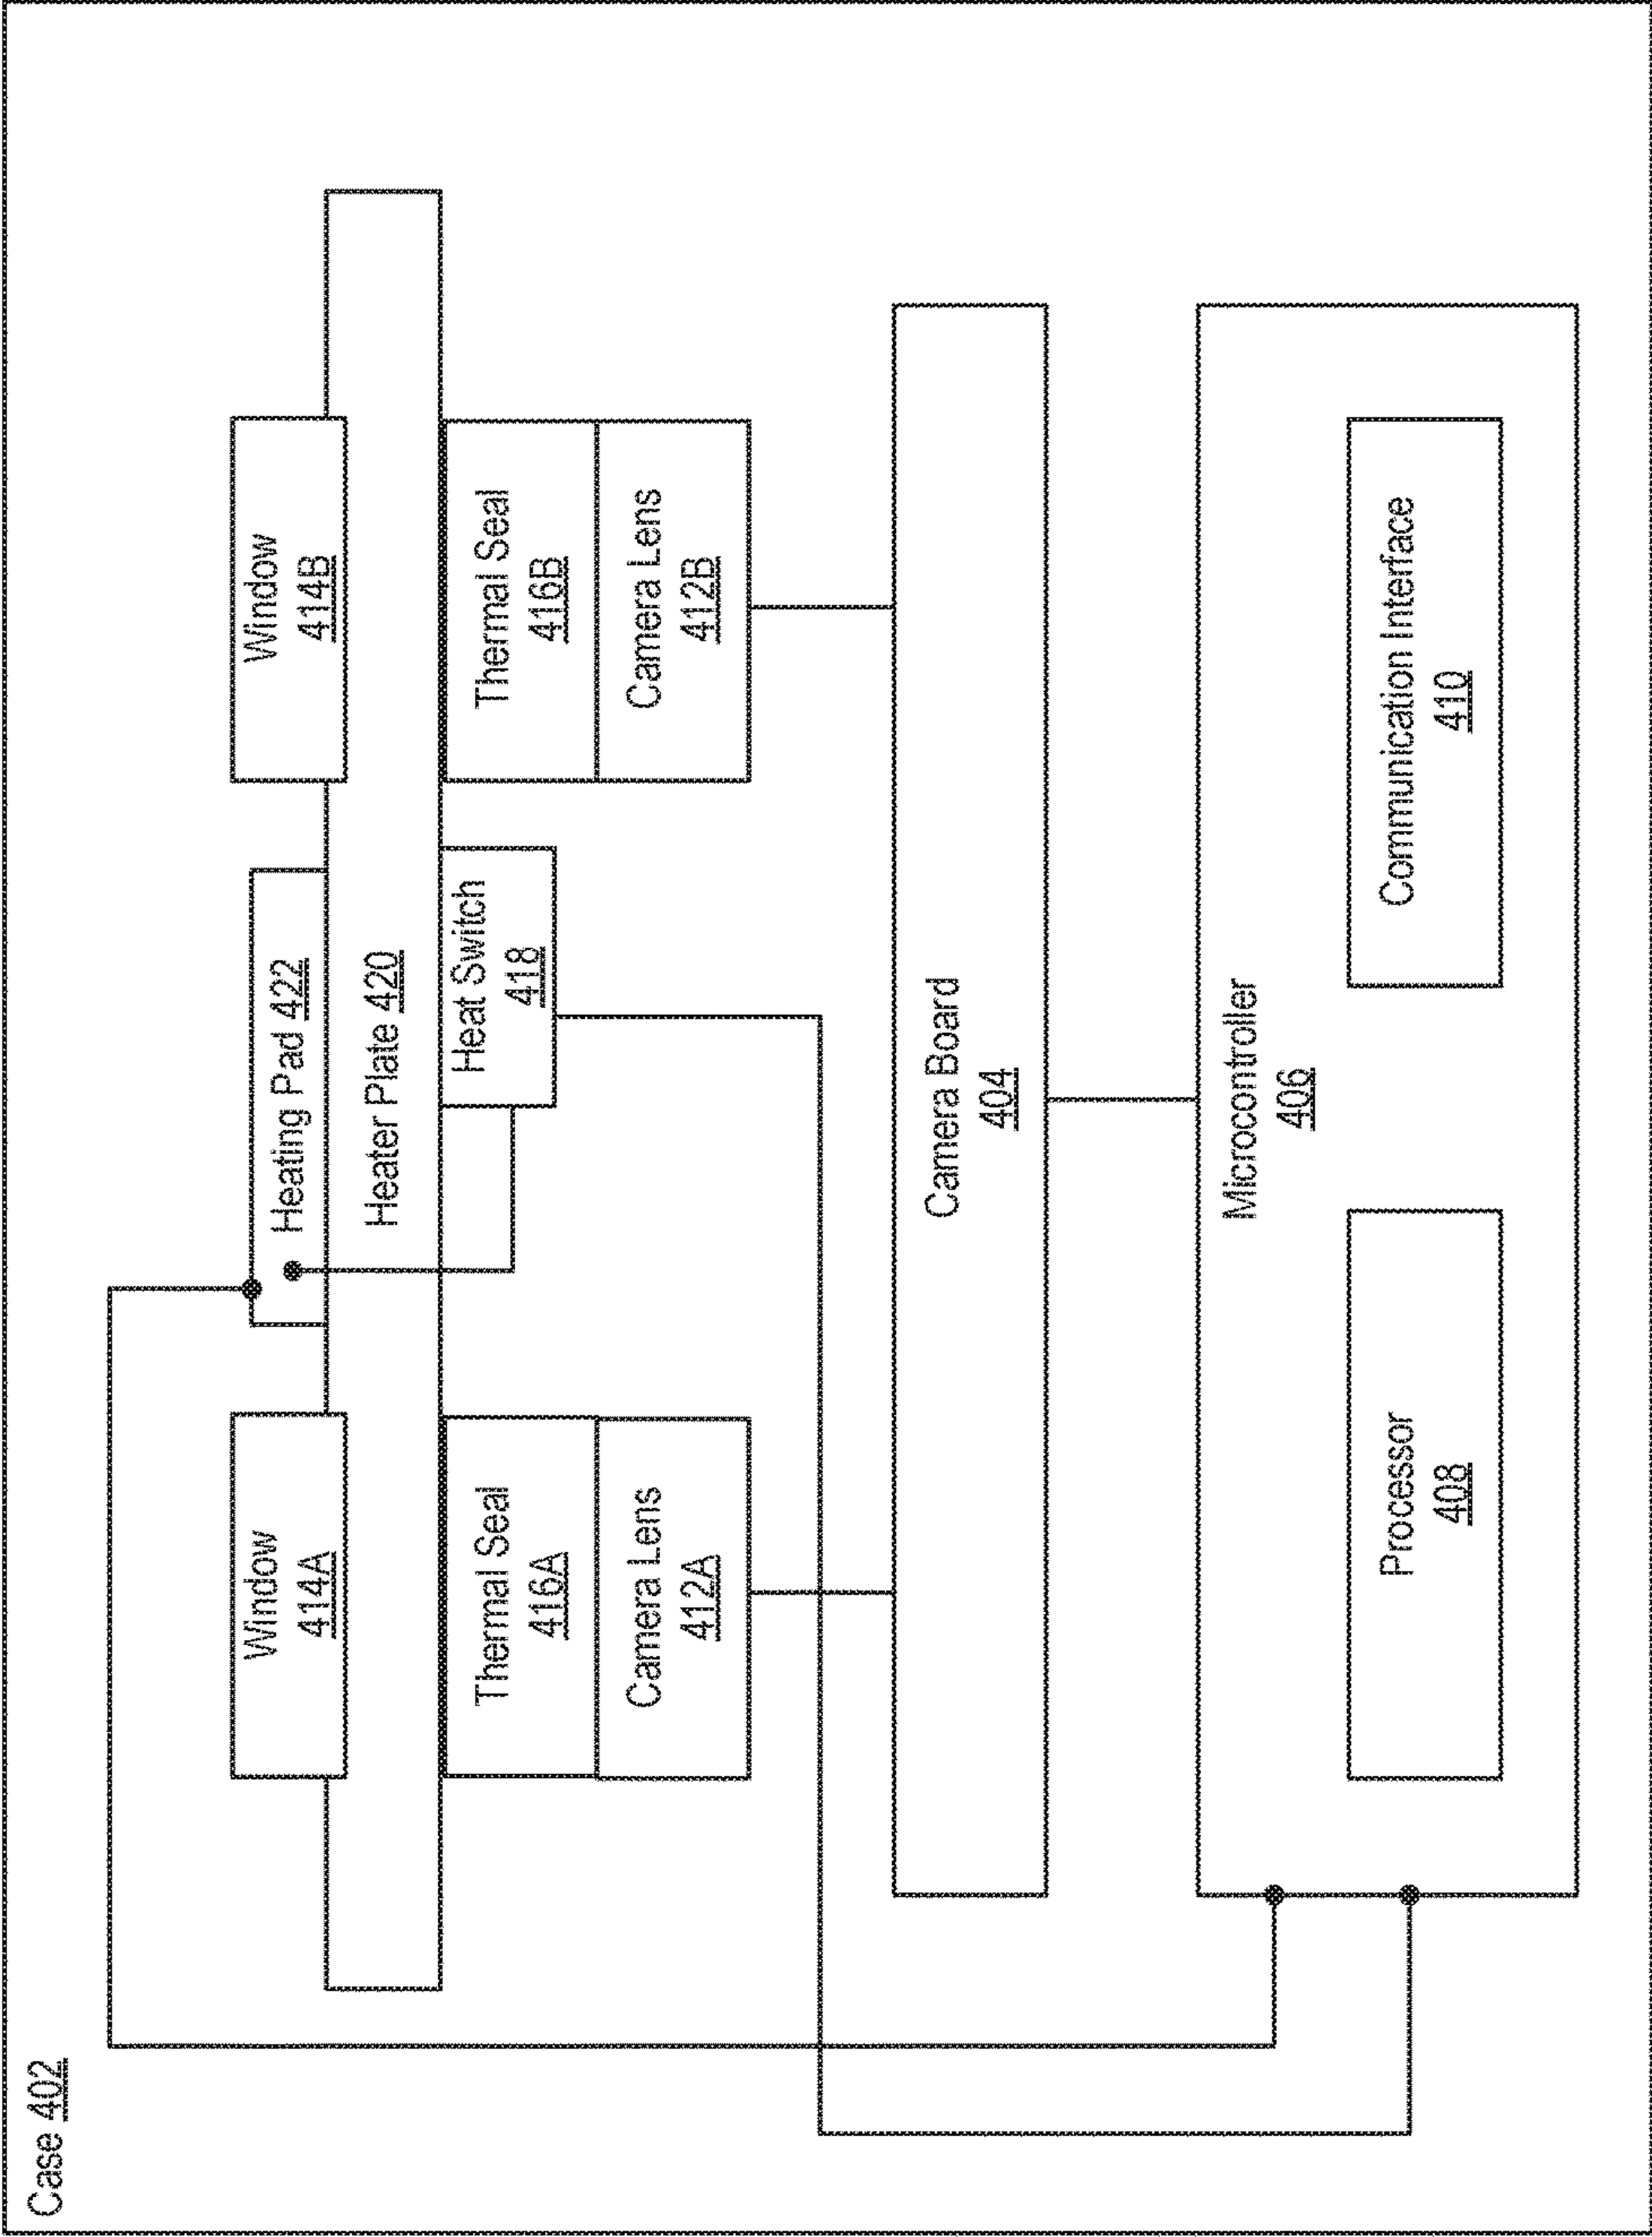 Case 402
Window
414A
Heating Pad 422
Window
414B
Heater Plate 420
Thermal Seal
416A
Heat Switch
418
Thermal Seal
416B
Camera Lens
412A
Camera Lens
412B
Camera Board
404
Microcontroller
406
Processor
408
Communication Interface
410